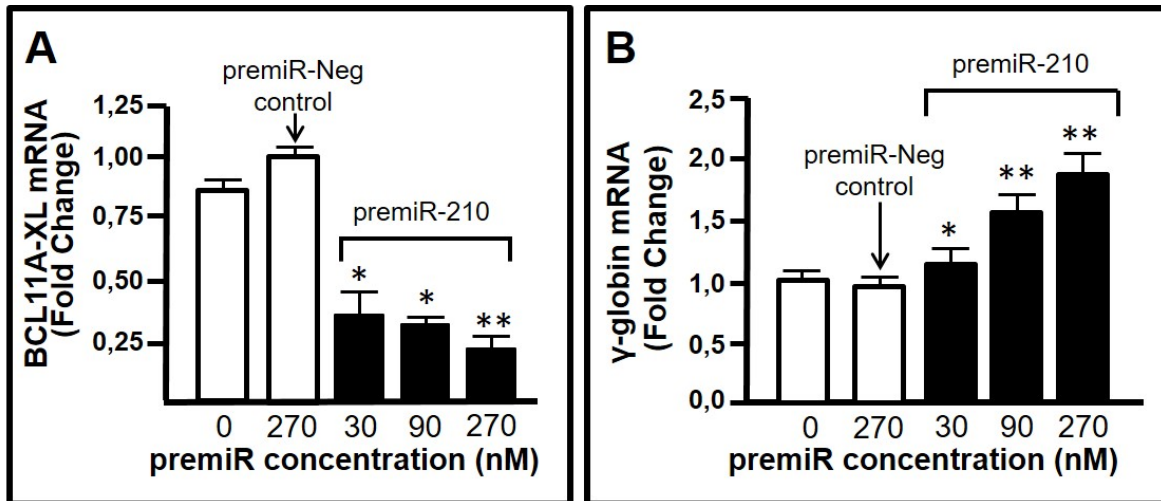 A
premiR-Neg
control
BCL11A-XL mRNA
(Fold Change)
1,25
1,00
0,75
0,50
0,25
premiR-210
*
*
**
0 270 30 90 270
premiR concentration (nM)
B
premiR-210
premiR-Neg
control
γ-globin mRNA
(Fold Change)
2,5
2,0
1,5
1,0
0,5
0,0
*
**
**
0 270 30 90 270
premiR concentration (nM)